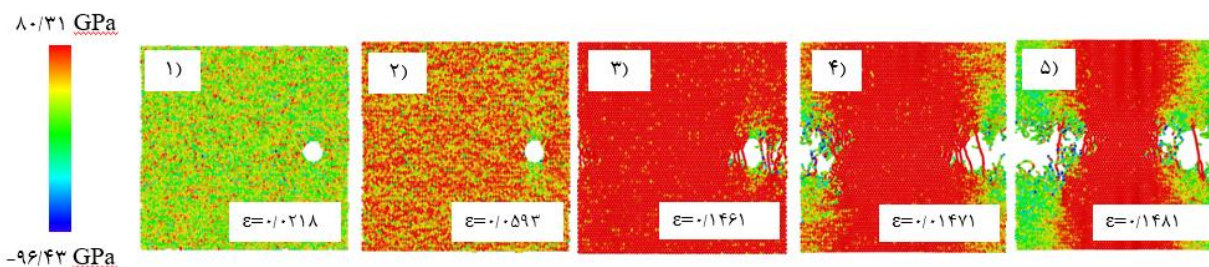 ۸۰/۳۱ GPa
۱)
۲)
۳)
۴)
۵)
ε=۰/۰۲۱۸
ε=۰/۰۵۹۳
ε=۰/۱۴۶۱
ε=۰/۰۱۴۷۱
ε=۰/۱۴۸۱
-۹۶/۴۳ GPa